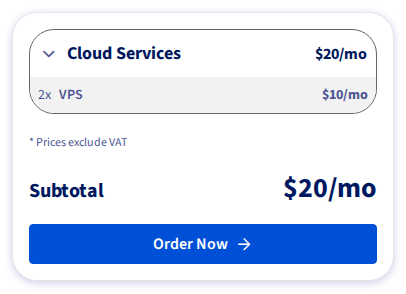 Cloud Services $20/mo
2x VPS $10/mo
* Prices exclude VAT
Subtotal $20/mo
Order Now →